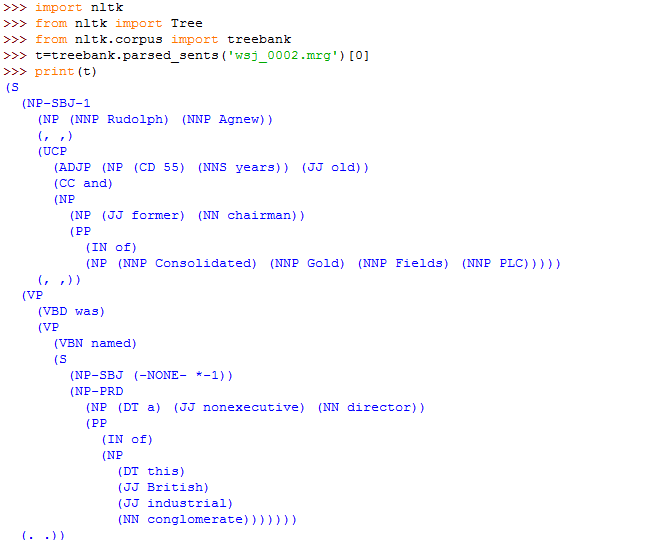 >>> import nltk
>>> from nltk import Tree
>>> from nltk.corpus import treebank
>>> t=treebank.parsed_sents('wsj_0002.mrg')[0]
>>> print(t)
(S
  (NP-SBJ-1
    (NP (NNP Rudolph) (NNP Agnew))
    (, ,)
    (UCP
      (ADJP (NP (CD 55) (NNS years)) (JJ old))
      (CC and)
      (NP
        (NP (JJ former) (NN chairman))
        (PP
          (IN of)
          (NP (NNP Consolidated) (NNP Gold) (NNP Fields) (NNP PLC)))))
    (, ,))
  (VP
    (VBD was)
    (VP
      (VBN named)
      (S
        (NP-SBJ (-NONE- *-1))
        (NP-PRD
          (NP (DT a) (JJ nonexecutive) (NN director))
          (PP
            (IN of)
            (NP
              (DT this)
              (JJ British)
              (JJ industrial)
              (NN conglomerate)))))))
  (. .))